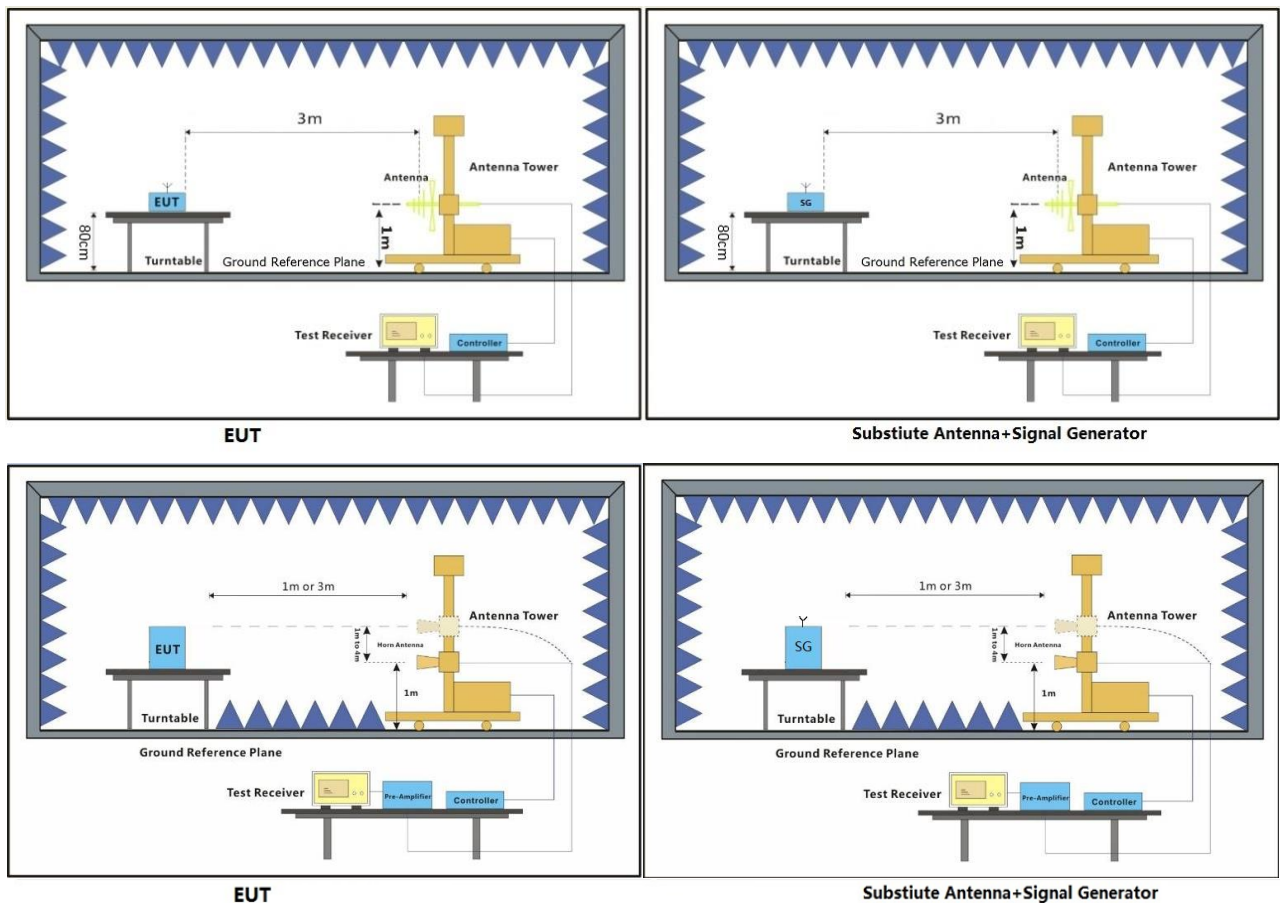 3m
Antenna Tower
Antenna
EUT
80cm
1m
Turntable
Ground Reference Plane
Test Receiver
Controller
EUT
3m
Antenna Tower
Antenna
SG
80cm
1m
Turntable
Ground Reference Plane
Test Receiver
Controller
Substiute Antenna+Signal Generator
1m or 3m
Antenna Tower
1m to 4m
Horn Antenna
EUT
1m
Turntable
Ground Reference Plane
Test Receiver
Pre-Amplifier
Controller
EUT
1m or 3m
Antenna Tower
1m to 4m
Horn Antenna
SG
1m
Turntable
Ground Reference Plane
Test Receiver
Pre-Amplifier
Controller
Substiute Antenna+Signal Generator